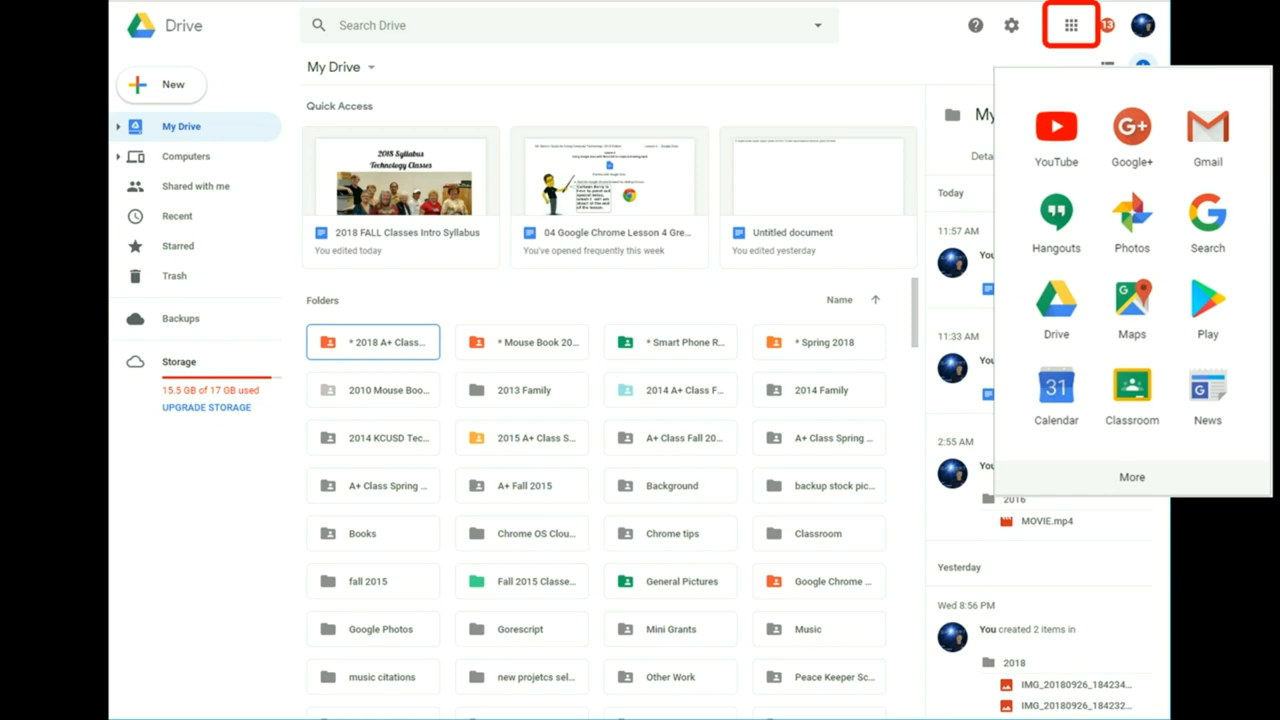 Drive
Search Drive
13
New
My Drive
Computers
Shared with me
Recent
Starred
Trash
Backups
Storage
15.5 GB of 17 GB used
UPGRADE STORAGE
My Drive
Quick Access
2018 Syllabus
Technology Classes
2018 FALL Classes Intro Syllabus
You edited today
04 Google Chrome Lesson 4 Gre...
You've opened frequently this week
Untitled document
You edited yesterday
Folders
Name
* 2018 A+ Class...
* Mouse Book 20...
* Smart Phone R...
* Spring 2018
2010 Mouse Boo...
2013 Family
2014 A+ Class F...
2014 Family
2014 KCUSD Tec...
2015 A+ Class S...
A+ Class Fall 20...
A+ Class Spring ...
A+ Class Spring ...
A+ Fall 2015
Background
backup stock pic...
Books
Chrome OS Clou...
Chrome tips
Classroom
fall 2015
Fall 2015 Classe...
General Pictures
Google Chrome ...
Google Photos
Gorescript
Mini Grants
Music
music citations
new projetcs sel...
Other Work
Peace Keeper Sc...
My
Deta
Today
11:57 AM
You
11:33 AM
You
2:55 AM
You
2016
MOVIE.mp4
Yesterday
Wed 8:56 PM
You created 2 items in
2018
IMG_20180926_184234...
IMG_20180926_184232...
YouTube
G+
Google+
Gmail
Hangouts
Photos
Search
Drive
Maps
Play
31
Calendar
Classroom
News
More